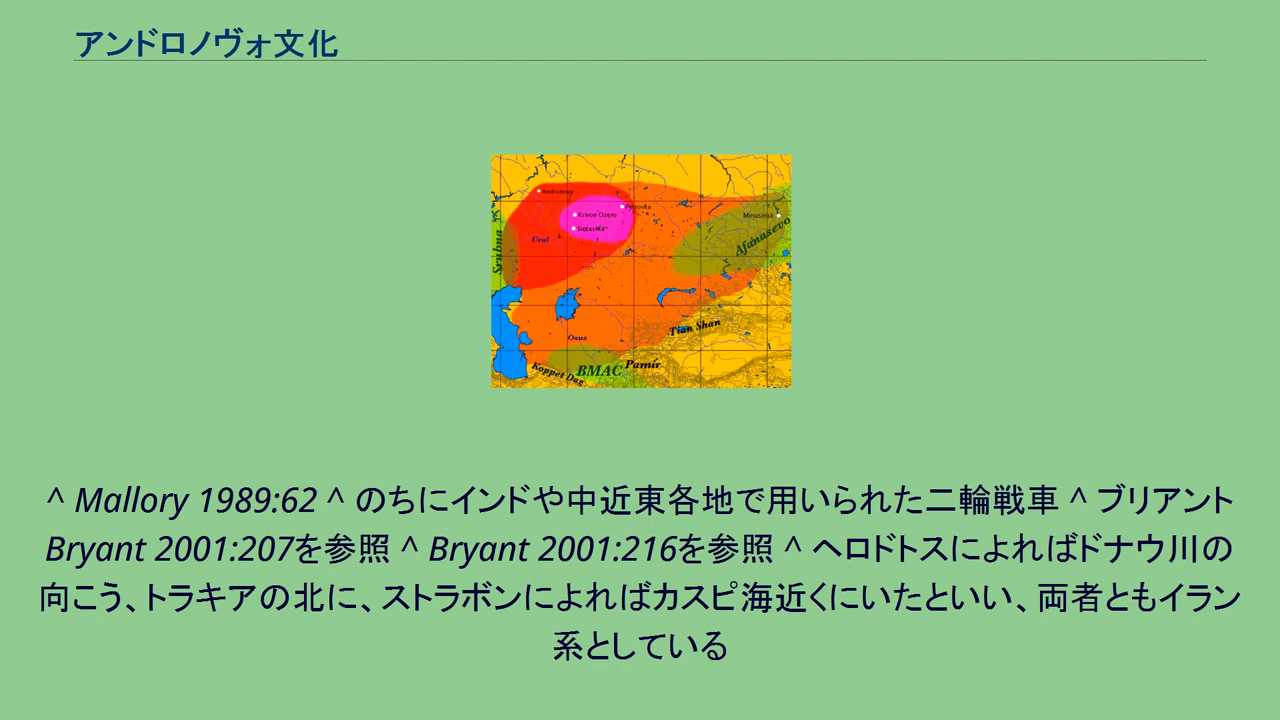 アンドロノヴォ文化
Andronovo
Petrovka
Krivoe Ozero
Minusinsk
Sintashta
Ural
Srubna
Afanasevo
Oxus
Tian Shan
Koppet Dag
BMAC
Pamir
^ Mallory 1989:62 ^ のちにインドや中近東各地で用いられた二輪戦車 ^ ブリアント
Bryant 2001:207を参照 ^ Bryant 2001:216を参照 ^ ヘロドトスによればドナウ川の
向こう、トラキアの北に、ストラボンによればカスピ海近くにいたといい、両者ともイラン
系としている